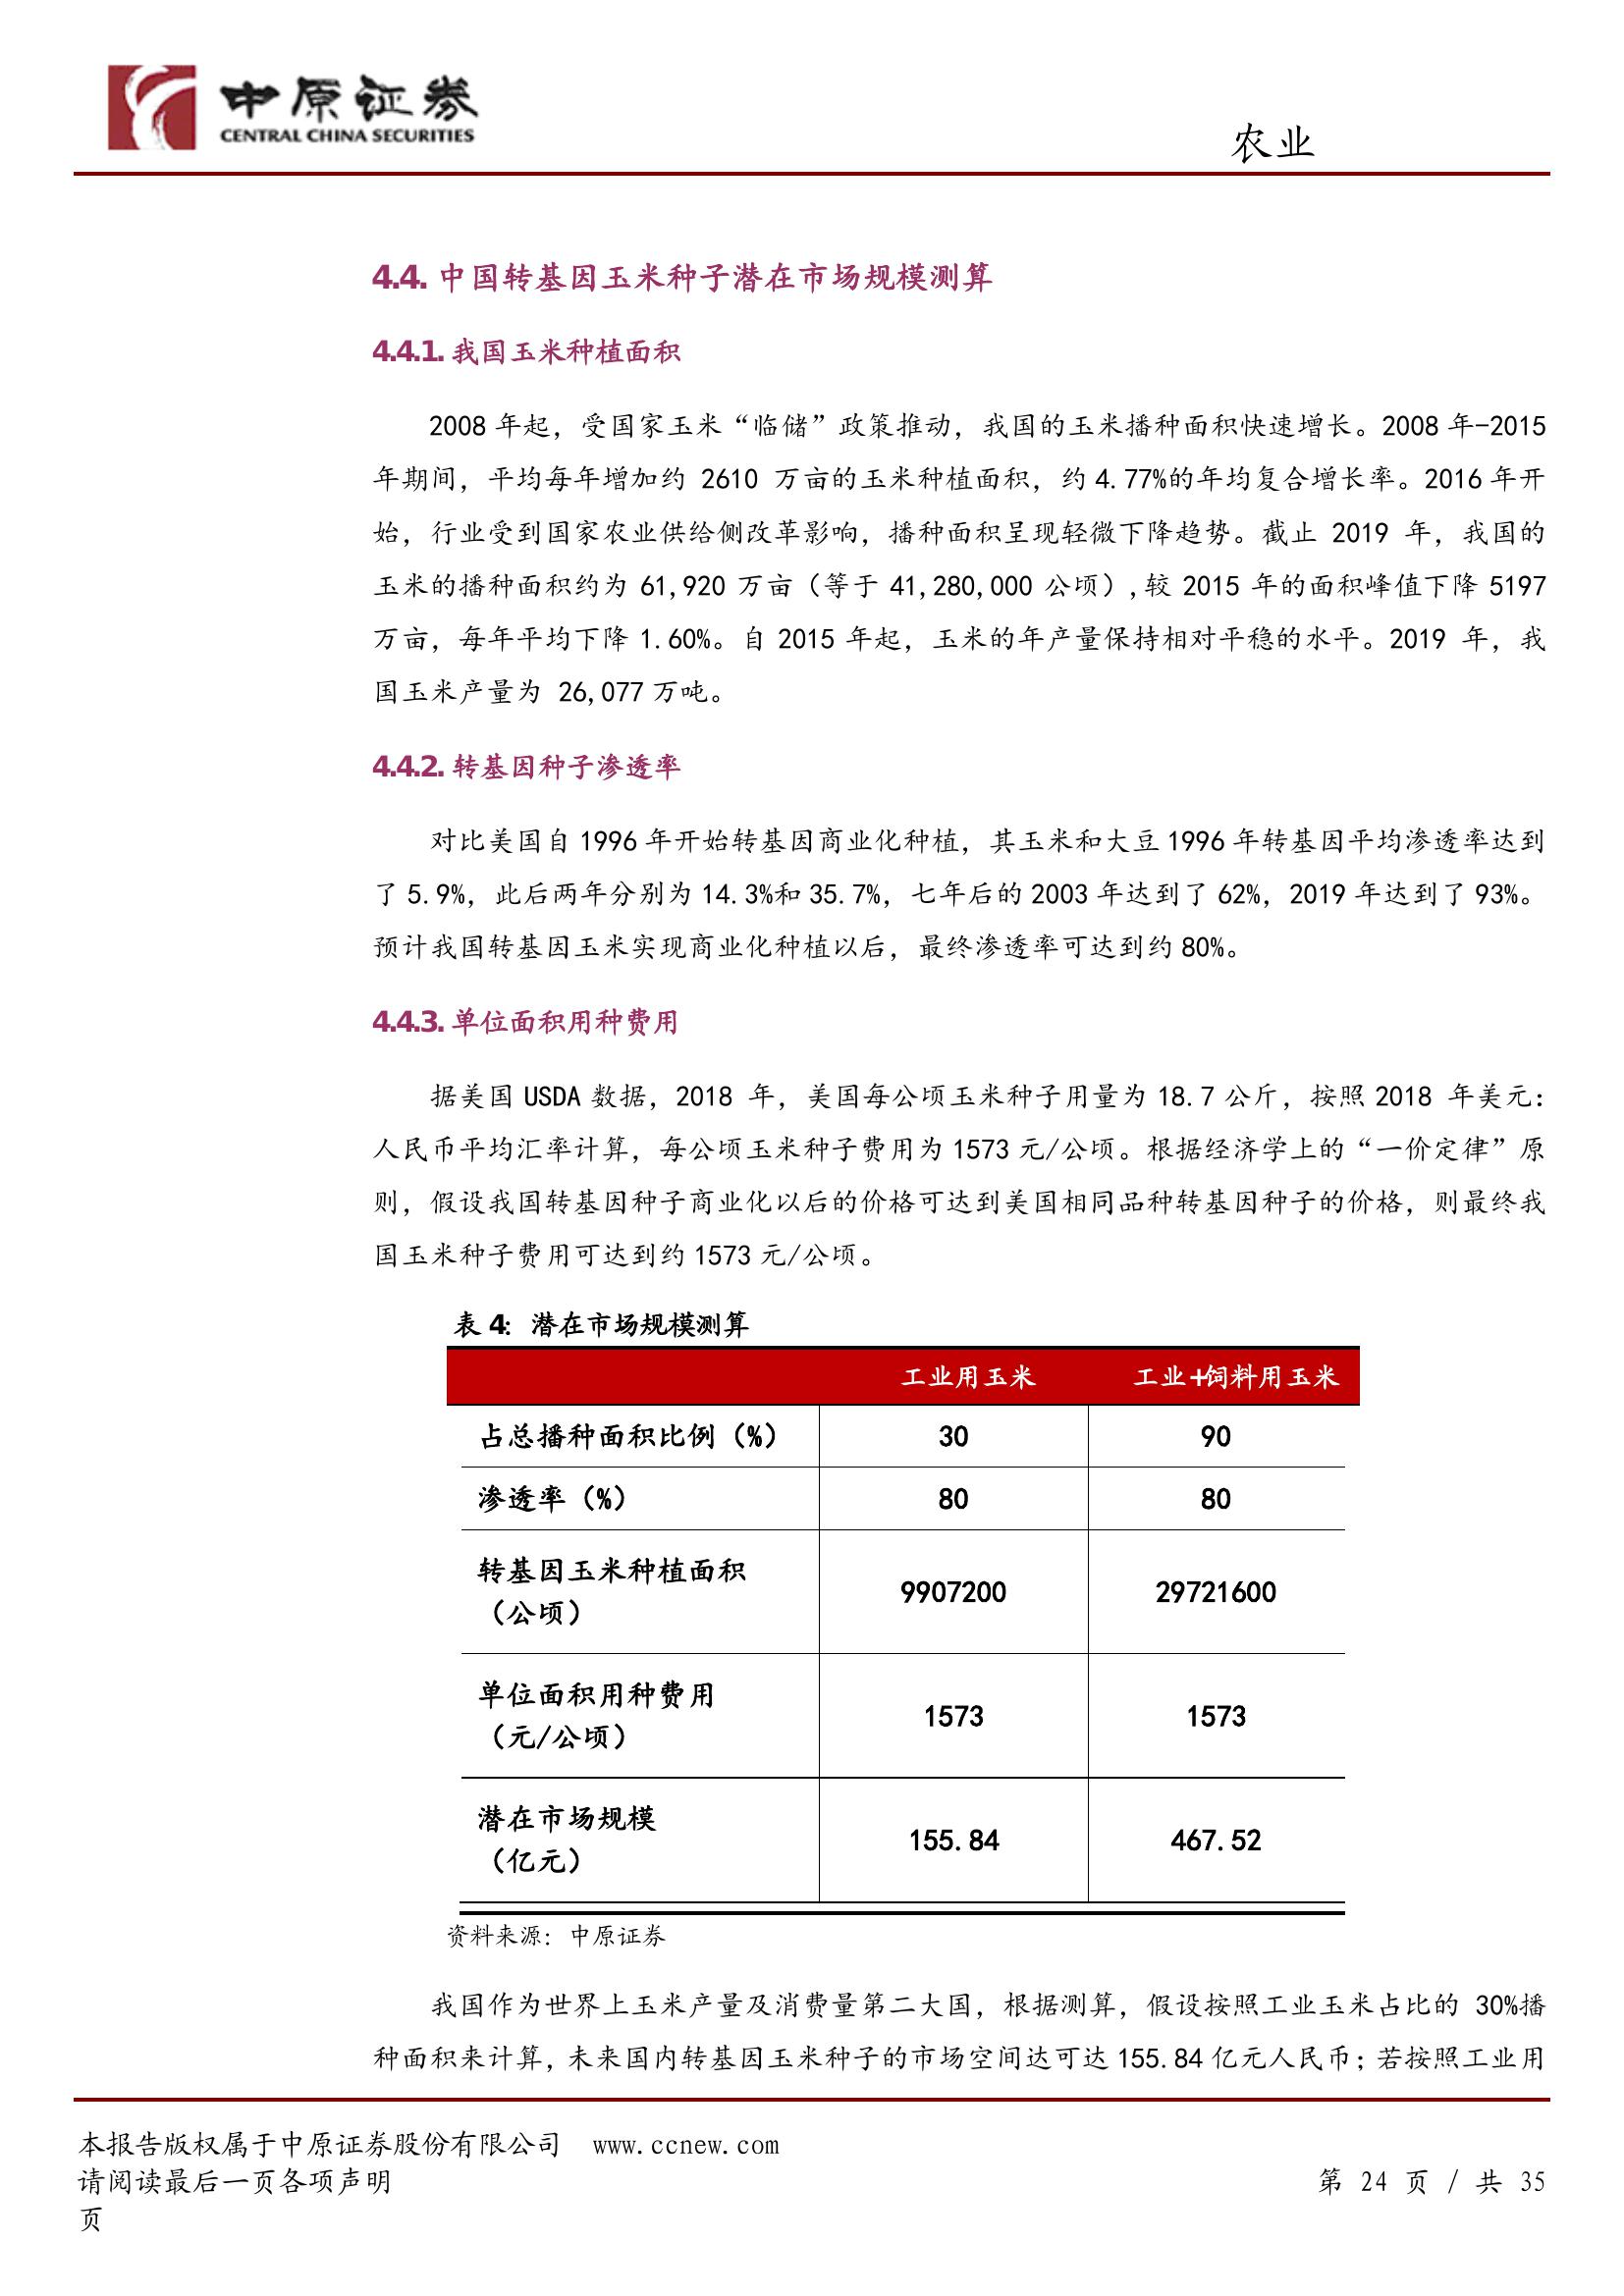 中原证券
CENTRAL CHINA SECURITIES
农业
4.4. 中国转基因玉米种子潜在市场规模测算
4.4.1. 我国玉米种植面积
2008 年起，受国家玉米“临储”政策推动，我国的玉米播种面积快速增长。2008 年-2015
年期间，平均每年增加约 2610 万亩的玉米种植面积，约 4.77%的年均复合增长率。2016 年开
始，行业受到国家农业供给侧改革影响，播种面积呈现轻微下降趋势。截止 2019 年，我国的
玉米的播种面积约为 61,920 万亩（等于 41,280,000 公顷）,较 2015 年的面积峰值下降 5197
万亩，每年平均下降 1.60%。自 2015 年起，玉米的年产量保持相对平稳的水平。2019 年，我
国玉米产量为 26,077 万吨。
4.4.2. 转基因种子渗透率
对比美国自 1996 年开始转基因商业化种植，其玉米和大豆 1996 年转基因平均渗透率达到
了 5.9%，此后两年分别为 14.3%和 35.7%，七年后的 2003 年达到了 62%，2019 年达到了 93%。
预计我国转基因玉米实现商业化种植以后，最终渗透率可达到约 80%。
4.4.3. 单位面积用种费用
据美国 USDA 数据，2018 年，美国每公顷玉米种子用量为 18.7 公斤，按照 2018 年美元：
人民币平均汇率计算，每公顷玉米种子费用为 1573 元/公顷。根据经济学上的“一价定律”原
则，假设我国转基因种子商业化以后的价格可达到美国相同品种转基因种子的价格，则最终我
国玉米种子费用可达到约 1573 元/公顷。
表 4：潜在市场规模测算
工业用玉米 工业+饲料用玉米
占总播种面积比例（%） 30 90
渗透率（%） 80 80
转基因玉米种植面积
（公顷） 9907200 29721600
单位面积用种费用
（元/公顷） 1573 1573
潜在市场规模
（亿元） 155.84 467.52
资料来源：中原证券
我国作为世界上玉米产量及消费量第二大国，根据测算，假设按照工业玉米占比的 30%播
种面积来计算，未来国内转基因玉米种子的市场空间达可达 155.84 亿元人民币；若按照工业用
本报告版权属于中原证券股份有限公司 www.ccnew.com
请阅读最后一页各项声明 第 24 页 / 共 35
页